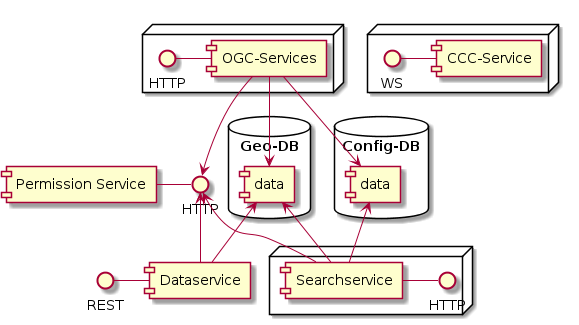 OGC-Services
HTTP
CCC-Service
WS
Geo-DB
data
Config-DB
data
Permission Service
HTTP
Dataservice
REST
Searchservice
HTTP